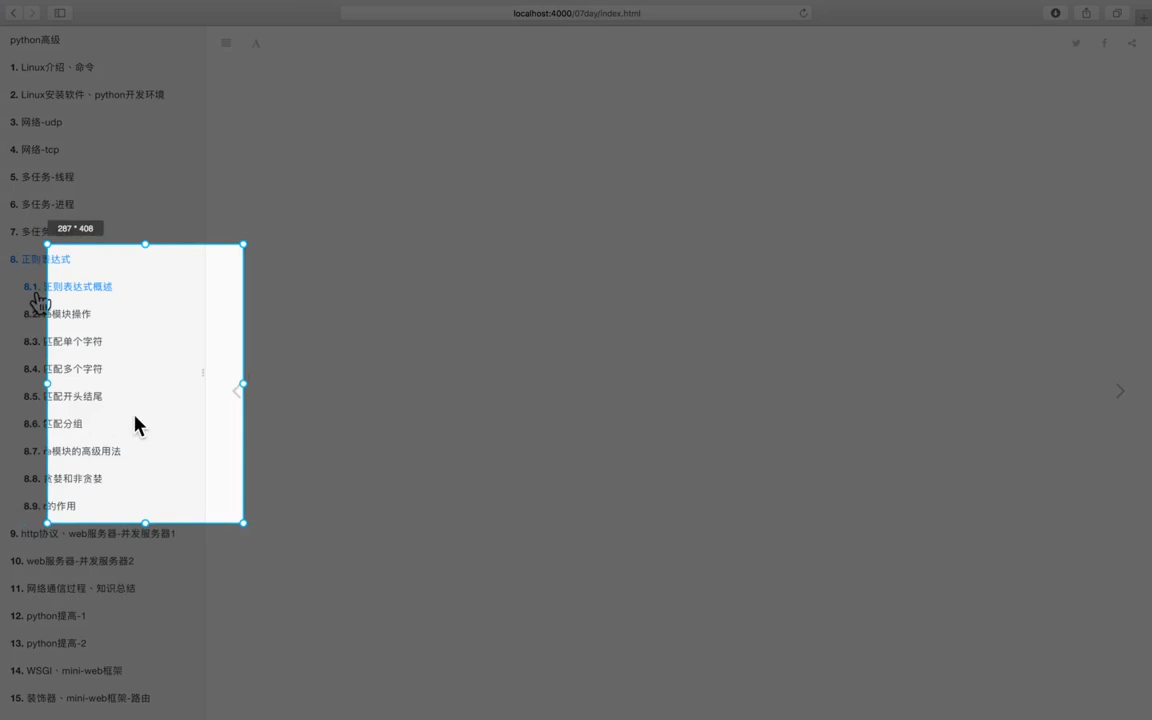 localhost:4000/07day/index.html
python高级
1. Linux介绍、命令
2. Linux安装软件、python开发环境
3. 网络-udp
4. 网络-tcp
5. 多任务-线程
6. 多任务-进程
287 * 408
7. 多任务
8. 正则表达式
8.1. 正则表达式概述
8.2. re模块操作
8.3. 匹配单个字符
8.4. 匹配多个字符
8.5. 匹配开头结尾
8.6. 匹配分组
8.7. re模块的高级用法
8.8. 贪婪和非贪婪
8.9. r的作用
9. http协议、web服务器-并发服务器1
10. web服务器-并发服务器2
11. 网络通信过程、知识总结
12. python提高-1
13. python提高-2
14. WSGI、mini-web框架
15. 装饰器、mini-web框架-路由
A